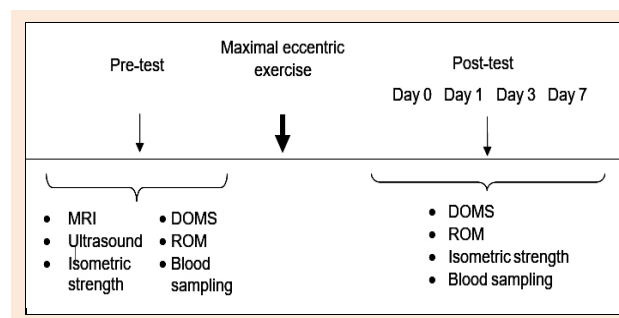 Pre-test
Maximal eccentric
exercise
Post-test
Day 0 Day 1 Day 3 Day 7
• MRI
• Ultrasound
• Isometric
strength
• DOMS
• ROM
• Blood
sampling
• DOMS
• ROM
• Isometric strength
• Blood sampling